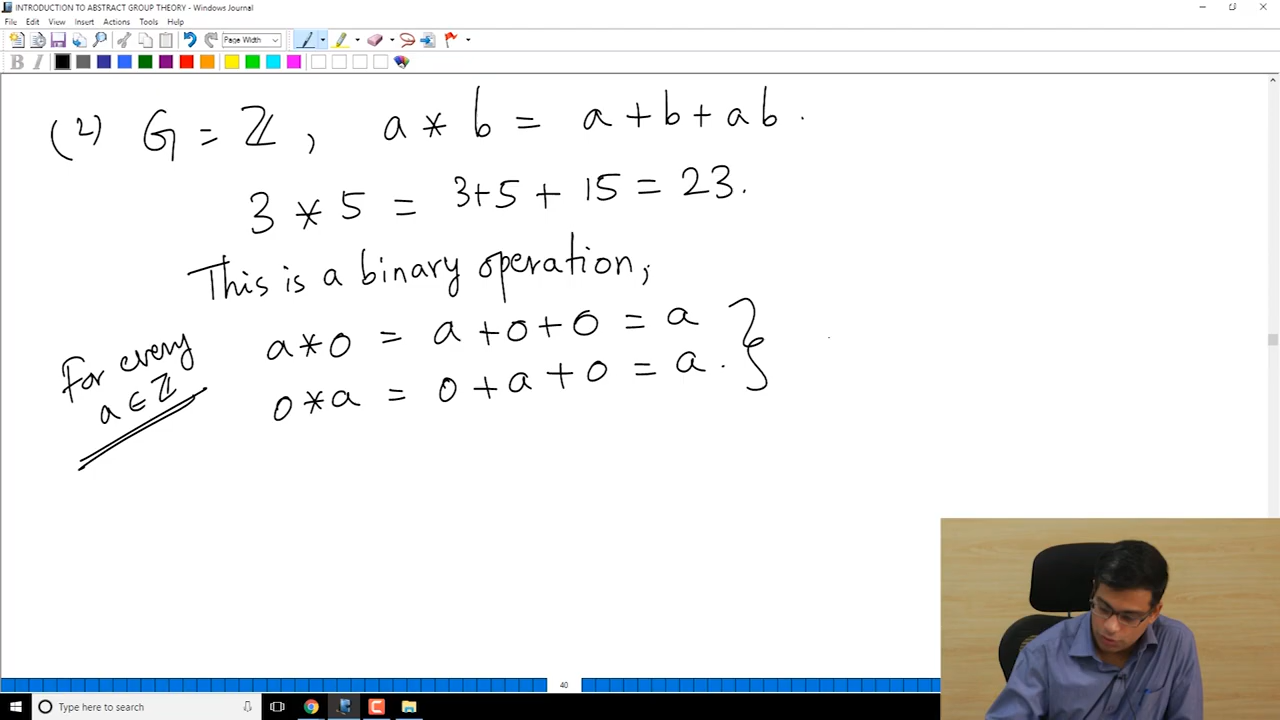 INTRODUCTION TO ABSTRACT GROUP THEORY - Windows Journal
File Edit View Insert Actions Tools Help
Page Width
B I
(2) G = ℤ, a * b = a + b + ab.
3 * 5 = 3+5 + 15 = 23.
This is a binary operation;
For every a ∈ ℤ
a * 0 = a + 0 + 0 = a }
0 * a = 0 + a + 0 = a.
40
Type here to search